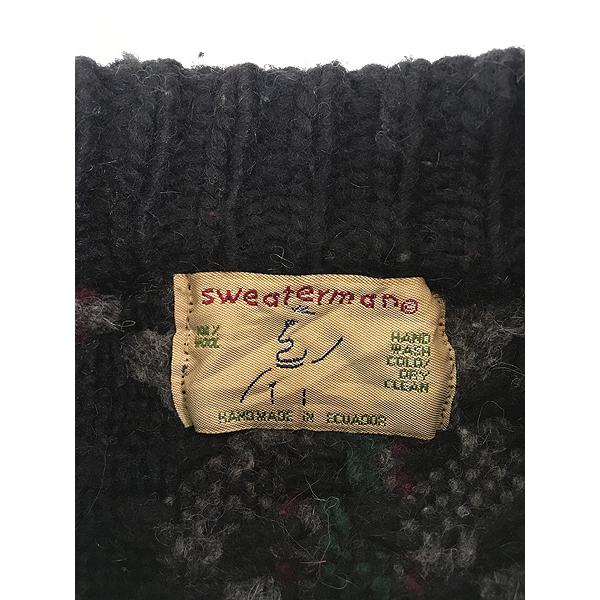 sweaterman©
100%
WOOL
HAND
WASH
COLD/
DRY
CLEAN
HANDMADE IN ECUADOR